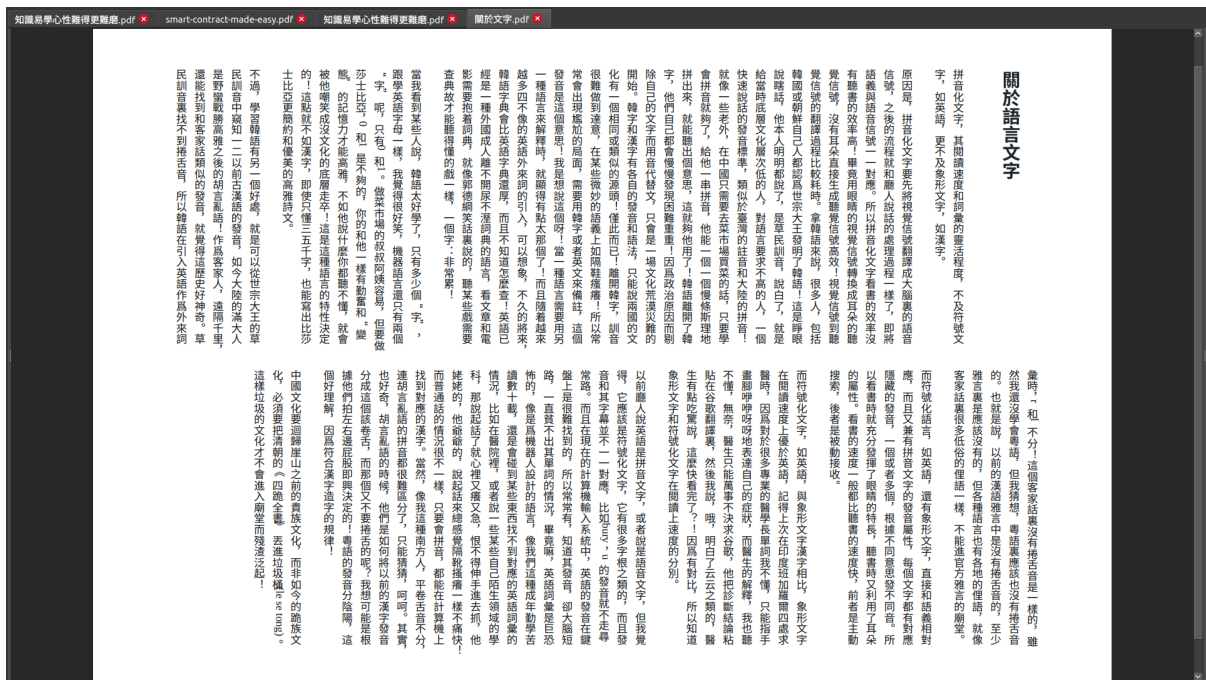 知識易學心性難得更難磨.pdf
smart-contract-made-easy.pdf
知識易學心性難得更難磨.pdf
關於文字.pdf
關於語言文字
拼音化文字，其閱讀速度和詞彙的靈活程度，不及符號文
字，如英語，更不及象形文字，如漢字。
原因是，拼音化文字要先將視覺信號翻譯成大腦裏的語音
信號，之後的流程就和廳人說話的處理過程一樣了，即將
語義與語音信號一一對應。所以拼音化文字看書的效率沒
有聽書的效率高！畢竟用眼睛的視覺信號轉換成耳朵的聽
覺信號，沒有耳朵直接生成聽覺信號高效！視覺信號到聽
覺信號的翻譯過程比較耗時。拿韓語來說，很多人，包括
韓國或朝鮮自己人都認爲世宗大王發明了韓語！這是睜眼
說瞎話，他本人明明都說了，是草民訓音，說白了，就是
給當時底層文化層次低的人，對語言要求不高的人，一個
快速說話的發音標準，類似於臺灣的註音和大陸的拼音！
就像一些老外，在中國只需要去菜市場買菜的話，只要學
會拼音就夠了，給他一串拼音，他能一個一個慢條斯理地
拼出來，就能聽出個意思，這就夠他用了！韓語離開了韓
字，他們自己都會慢慢發現困難重重！因爲政治原因而剔
除自己的文字而用音代替文，只會是一場文化荒漠災難的
開始。韓字和漢字有各自的發音和語法，只能說兩國的文
化有一個相同或類似的源頭！僅此而已！離開韓字，訓音
很難做到達意，在某些微妙的語義上如隔鞋瘙癢！所以常
常會出現尷尬的局面，需要用韓字或者英文來備註，這個
發音是這個意思！我是想說這個呀！當一種語言需要用另
一種語言來解釋時，就顯得有點太那個了！而且隨着越來
越多四不像的英語外來詞的引入，可以想象，不久的將來，
韓語字典會比英語字典還厚，而且不知道怎麼查！英語已
經是一種外國成人離不開尿不溼詞典的語言，看文章和電
影需要抱着詞典，就像郭德綱笑話裏說的，聽某些戲需要
查典故才才能聽得懂的戲一樣，一個字：非常累！
當我看到某些人說，韓語太好學了，只有多少個“字”，
跟學英語字母一樣，我覺得很好笑，機器語言還只有兩個
“字”呢，只有0和1。做菜市場的叔叔阿姨容易，但要做
莎士比亞，0和一是不夠的，你的和他一樣有勤奮和“變
態”的記憶力才能高雅，不如他說什麼你都聽不懂，就會
被他嘲笑成沒文化的底層走卒！這是這種語言的特性決定
的！這點就不如漢字，即使只懂三五千字，也能寫出比莎
士比亞更簡約和優美的高雅詩文。
不過，學習韓語有另一個好處，就是可以從世宗大王的草
民訓音中窺知一二以前古漢語的發音，如今大陸的滿大人
是野蠻戰勝高雅之後的胡言亂語！作爲客家人，遠隔千里，
還能找到和客家話類似的發音，就覺得這歷史好神奇。草
民訓音裏找不到捲舌音，所以韓語在引入英語作爲外來詞
彙時，r和l不分！這個客家話裏沒有捲舌音是一樣的，雖
然我還沒學會粵語，但我猜想，粵語裏應該也沒有捲舌音
的。也就是說，以前的漢語雅言中是沒有捲舌音的，至少
雅言裏是應該沒有的，但各種語言也有各地的俚語，就像
客家話裏很多低俗的俚語一樣，不能進官方雅言的廟堂。
而符號化語言，如英語，還有象形文字，直接和語義相對
應，而且又兼有拼音文字的發音屬性，每個文字都有對應
隱藏的發音，一個或者多個，根據不同意思發不同音。所
以看書時就充分發揮了眼睛的特長，聽書時又利用了耳朵
的屬性。看書的速度一般都比聽書的速度快，前者是主動
搜索，後者是被動接收。
而符號化文字，如英語，與象形文字漢字相比，象形文字
在閱讀速度上優於英語，記得上次在印度班加羅爾四處求
醫時，因爲對於很多專業的醫學長單詞我不懂，只能指手
畫腳咿咿呀呀地表達自己的症狀，而醫生的解釋，我也聽
不懂，無奈，醫生只能萬事不決求谷歌，他把診斷結論粘
貼在谷歌翻譯裏，然後我說，哦，明白了云云之類的，醫
生有點吃驚說，這麼快看完了？！因爲有對比，所以知道
象形文字和符號化文字在閱讀上速度的分別。
以前廳人說英語是拼音文字，或者說是語音文字，但我覺
得，它應該是符號化文字，它有很多字根之類的，而且發
音和其字幕並不一一對應，比如bury，u的發音就不走尋
常路。而且在現在的計算機輸入系統中，英語的發音在鍵
盤上是很難找到的，所以常常有，知道其發音，卻大腦短
路，一直貧不出其單詞的情況，畢竟嘛，英語詞彙是巨恐
怖的，像是爲機器人設計的語言，像我們這種成年勤學苦
讀數十載，還是會碰到某些東西找不到對應的英語詞彙的
情況，比如在醫院裡，或者說一些某些自己陌生領域的學
科，那說起話了就心裡又癢又急，恨不得伸手進去抓，他
姥姥的，他爺爺的，說起話來總感覺隔靴搔癢一樣不痛快！
而普通話的情況很不一樣，只要會拼音，都能在計算機上
找到對應的漢字。當然，像我這種南方人，平卷舌音不分，
連胡言亂語的拼音都很難區分了，只能猜猜，呵呵。其實，
也好奇，胡言亂語的時候，他們是如何將以前的漢字發音
分成這個該卷舌，而那個又不要捲舌的呢？我想可能是根
據他們拍左右邊屁股即興決定的！粵語的發音分陰陽，這
個好理解，因爲符合漢字造字的規律！
中國文化要迴歸崖山之前的貴族文化，而非如今的跪族文
化，必須要把清朝的《四跪全書》丟進垃圾橘(le se tong)。
這樣垃圾的文化才不會進入廟堂而殘渣泛起！